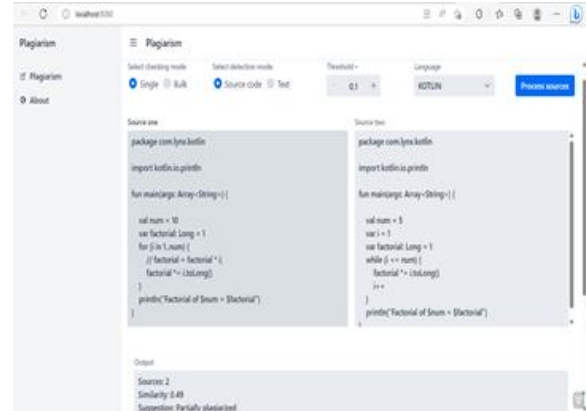 localhost:8080
Plagiarism
Plagiarism
Plagiarism
About
Select checking mode
Single
Bulk
Select detection mode
Source code
Text
Threshold
0.1
Language
KOTLIN
Process sources
Source one
package com.lynx.kotlin
import kotlin.io.println
fun main(args: Array<String>) {
val num = 10
var factorial: Long = 1
for (i in 1..num) {
// factorial = factorial * i;
factorial *= i.toLong()
}
println("Factorial of $num = $factorial")
}
Source two
package com.lynx.kotlin
import kotlin.io.println
fun main(args: Array<String>) {
val num = 5
var i = 1
var factorial: Long = 1
while (i <= num) {
factorial *= i.toLong()
i++
}
println("Factorial of $num = $factorial")
Output
Sources: 2
Similarity: 0.49
Suggestion: Partially plagiarized